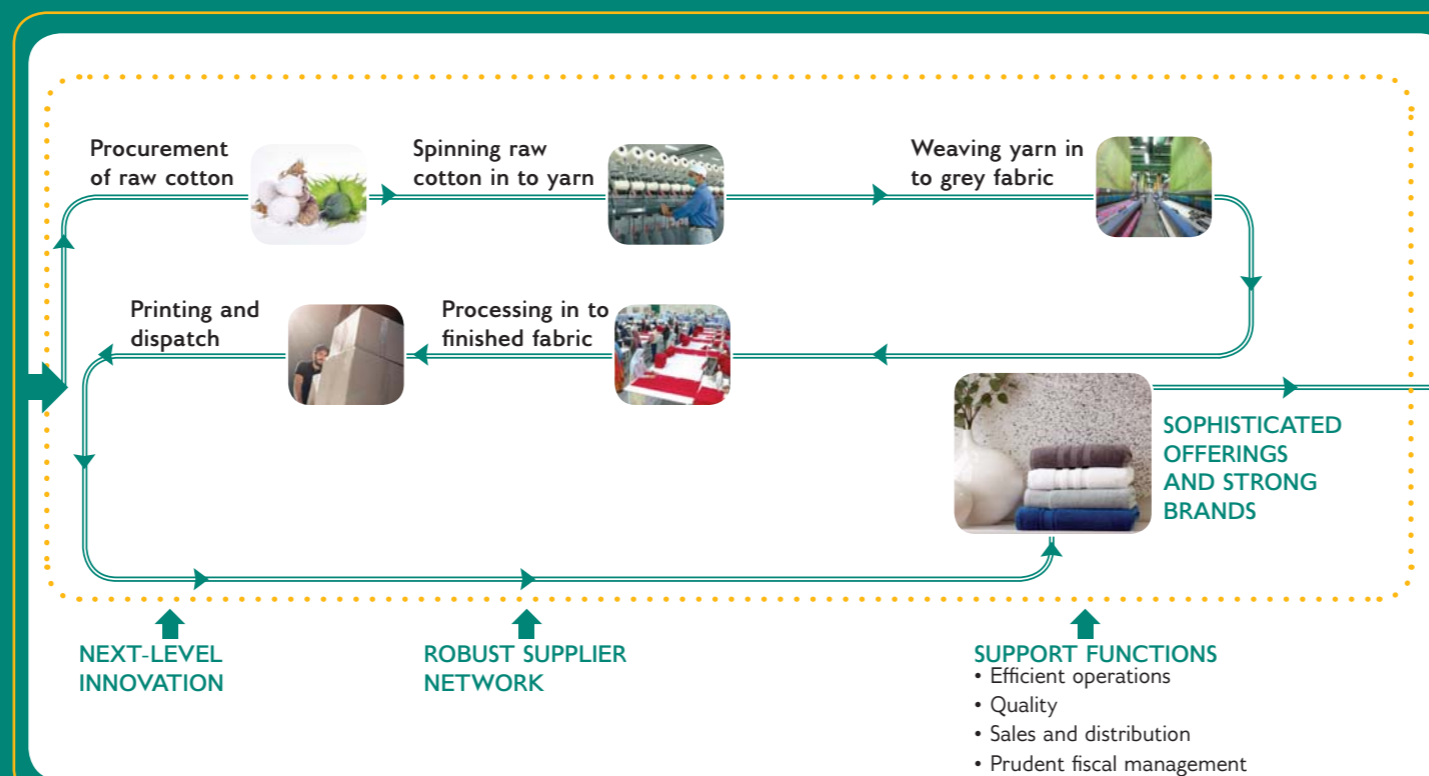 Procurement
of raw cotton
Spinning raw
cotton in to yarn
Weaving yarn in
to grey fabric
Printing and
dispatch
Processing in to
finished fabric
SOPHISTICATED
OFFERINGS
AND STRONG
BRANDS
NEXT-LEVEL
INNOVATION
ROBUST SUPPLIER
NETWORK
SUPPORT FUNCTIONS
• Efficient operations
• Quality
• Sales and distribution
• Prudent fiscal management